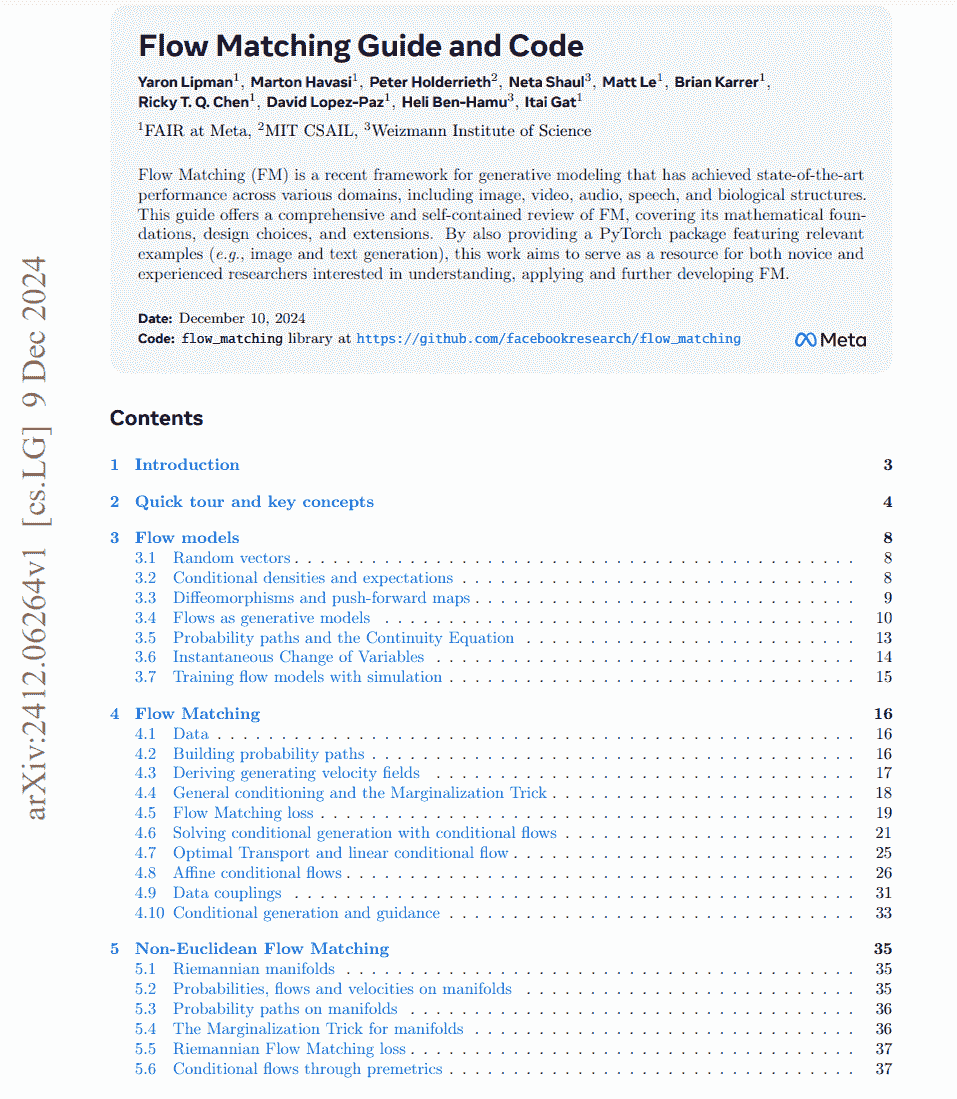 Flow Matching Guide and Code
Yaron Lipman¹, Marton Havasi¹, Peter Holderrieth², Neta Shaul³, Matt Le¹, Brian Karrer¹,
Ricky T. Q. Chen¹, David Lopez-Paz¹, Heli Ben-Hamu³, Itai Gat¹
¹FAIR at Meta, ²MIT CSAIL, ³Weizmann Institute of Science
Flow Matching (FM) is a recent framework for generative modeling that has achieved state-of-the-art
performance across various domains, including image, video, audio, speech, and biological structures.
This guide offers a comprehensive and self-contained review of FM, covering its mathematical foun-
dations, design choices, and extensions. By also providing a PyTorch package featuring relevant
examples (e.g., image and text generation), this work aims to serve as a resource for both novice and
experienced researchers interested in understanding, applying and further developing FM.
Date: December 10, 2024
Code: flow_matching library at https://github.com/facebookresearch/flow_matching
Meta
arXiv:2412.06264v1 [cs.LG] 9 Dec 2024
Contents
1 Introduction 3
2 Quick tour and key concepts 4
3 Flow models 8
3.1 Random vectors . . . . . . . . . . . . . . . . . . . . 8
3.2 Conditional densities and expectations . . . . . . . . . . . . . . . . . . . . 8
3.3 Diffeomorphisms and push-forward maps . . . . . . . . . . . . . . . . . . . . 9
3.4 Flows as generative models . . . . . . . . . . . . . . . . . . . . 10
3.5 Probability paths and the Continuity Equation . . . . . . . . . . . . . . . . . . . . 13
3.6 Instantaneous Change of Variables . . . . . . . . . . . . . . . . . . . . 14
3.7 Training flow models with simulation . . . . . . . . . . . . . . . . . . . . 15
4 Flow Matching 16
4.1 Data . . . . . . . . . . . . . . . . . . . . 16
4.2 Building probability paths . . . . . . . . . . . . . . . . . . . . 16
4.3 Deriving generating velocity fields . . . . . . . . . . . . . . . . . . . . 17
4.4 General conditioning and the Marginalization Trick . . . . . . . . . . . . . . . . . . . . 18
4.5 Flow Matching loss . . . . . . . . . . . . . . . . . . . . 19
4.6 Solving conditional generation with conditional flows . . . . . . . . . . . . . . . . . . . . 21
4.7 Optimal Transport and linear conditional flow . . . . . . . . . . . . . . . . . . . . 25
4.8 Affine conditional flows . . . . . . . . . . . . . . . . . . . . 26
4.9 Data couplings . . . . . . . . . . . . . . . . . . . . 31
4.10 Conditional generation and guidance . . . . . . . . . . . . . . . . . . . . 33
5 Non-Euclidean Flow Matching 35
5.1 Riemannian manifolds . . . . . . . . . . . . . . . . . . . . 35
5.2 Probabilities, flows and velocities on manifolds . . . . . . . . . . . . . . . . . . . . 35
5.3 Probability paths on manifolds . . . . . . . . . . . . . . . . . . . . 36
5.4 The Marginalization Trick for manifolds . . . . . . . . . . . . . . . . . . . . 36
5.5 Riemannian Flow Matching loss . . . . . . . . . . . . . . . . . . . . 37
5.6 Conditional flows through premetrics . . . . . . . . . . . . . . . . . . . . 37